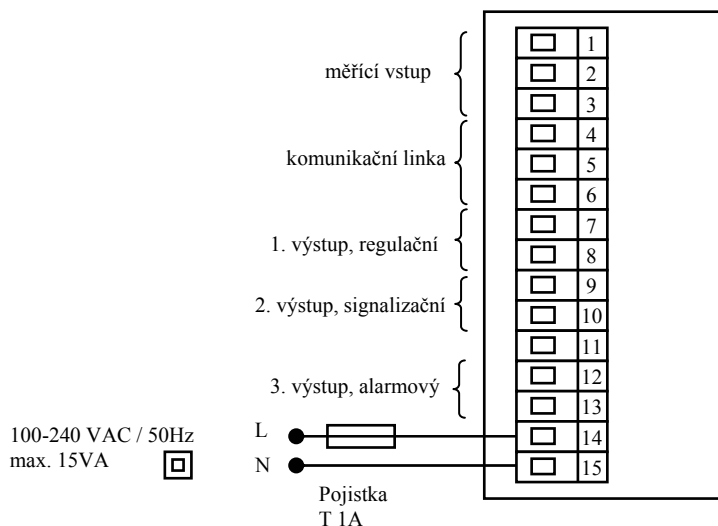 měřící vstup
komunikační linka
1. výstup, regulační
2. výstup, signalizační
3. výstup, alarmový
1
2
3
4
5
6
7
8
9
10
11
12
13
14
15
100-240 VAC / 50Hz
max. 15VA
L
N
Pojistka
T 1A